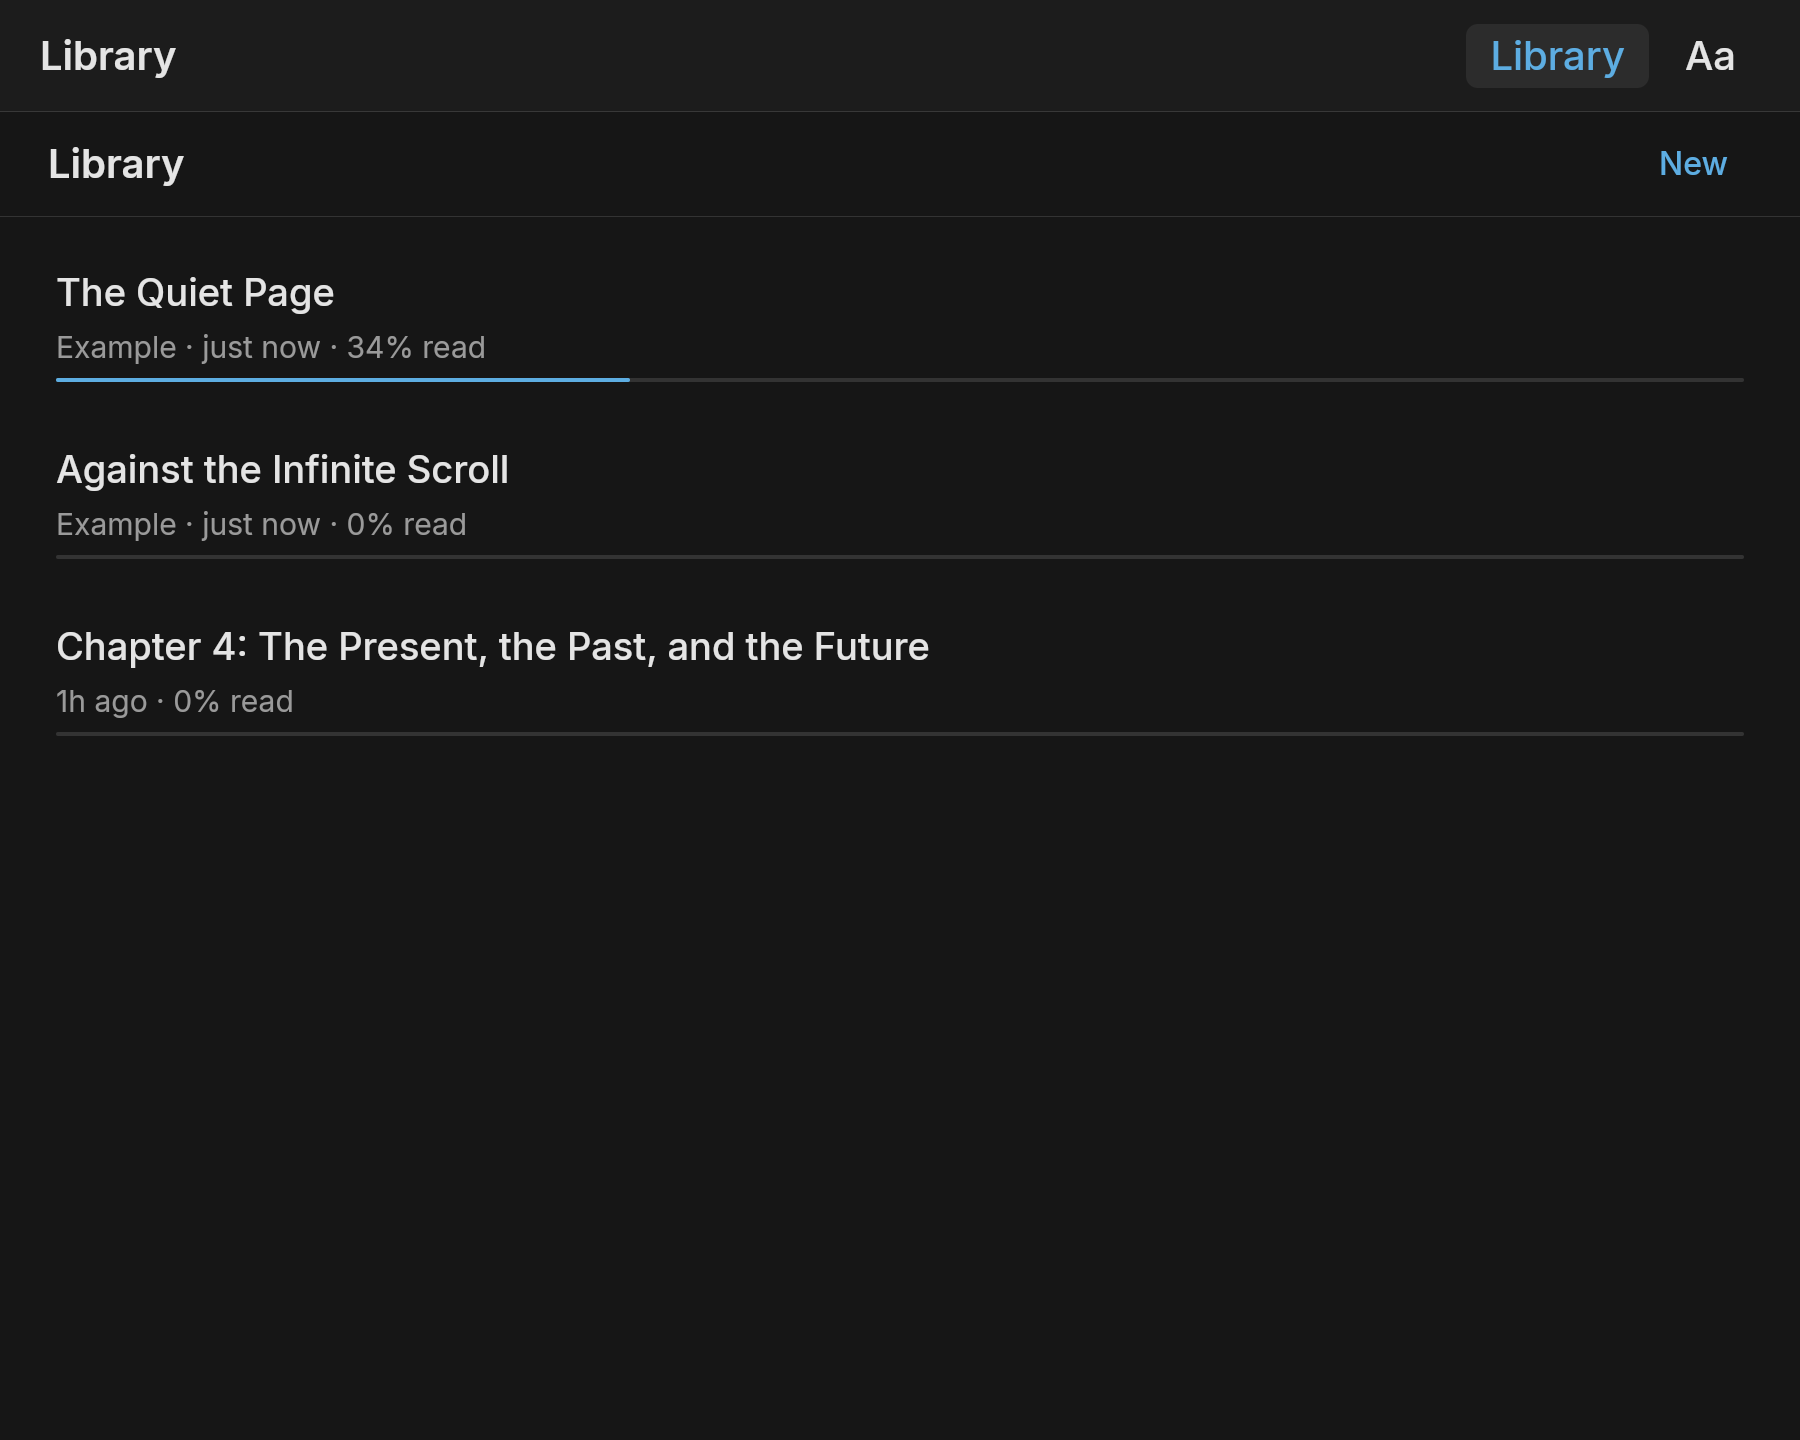 Library
Library
Aa
Library
New
The Quiet Page
Example · just now · 34% read
Against the Infinite Scroll
Example · just now · 0% read
Chapter 4: The Present, the Past, and the Future
1h ago · 0% read